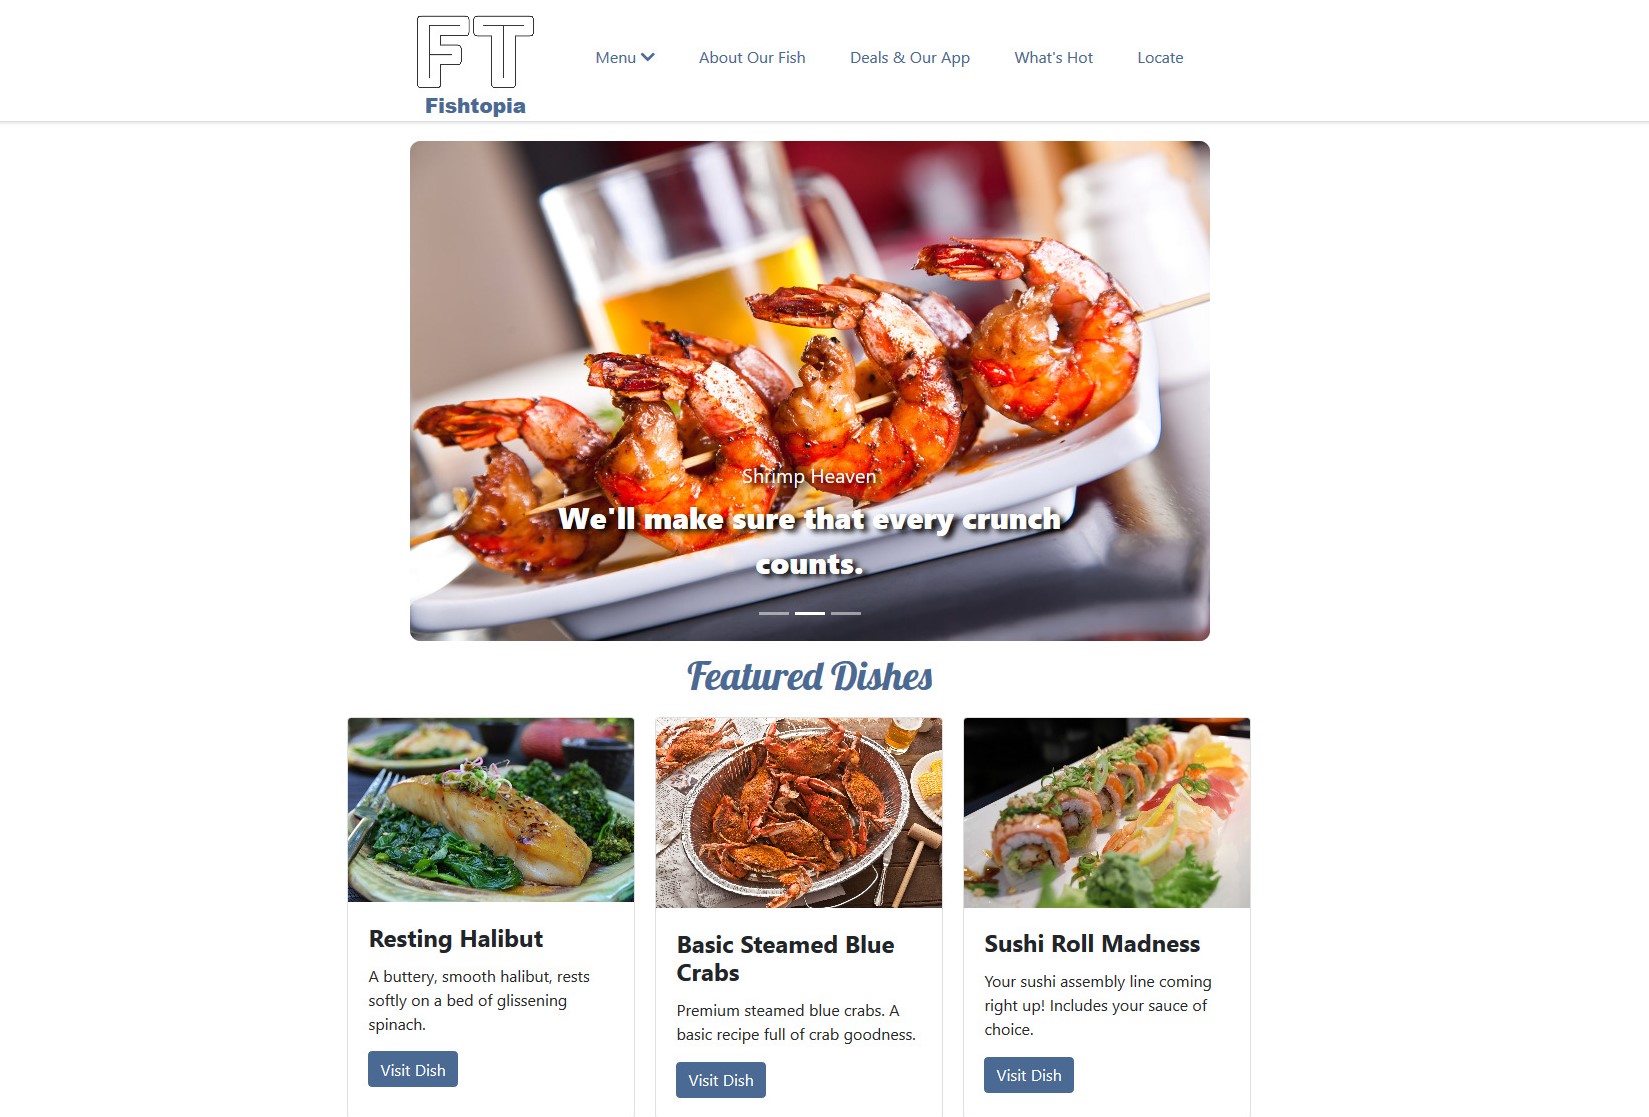 FT
Fishtopia
Menu
About Our Fish
Deals & Our App
What's Hot
Locate
Shrimp Heaven
We'll make sure that every crunch
counts.
Featured Dishes
Resting Halibut
A buttery, smooth halibut, rests
softly on a bed of glissening
spinach.
Visit Dish
Basic Steamed Blue
Crabs
Premium steamed blue crabs. A
basic recipe full of crab goodness.
Visit Dish
Sushi Roll Madness
Your sushi assembly line coming
right up! Includes your sauce of
choice.
Visit Dish